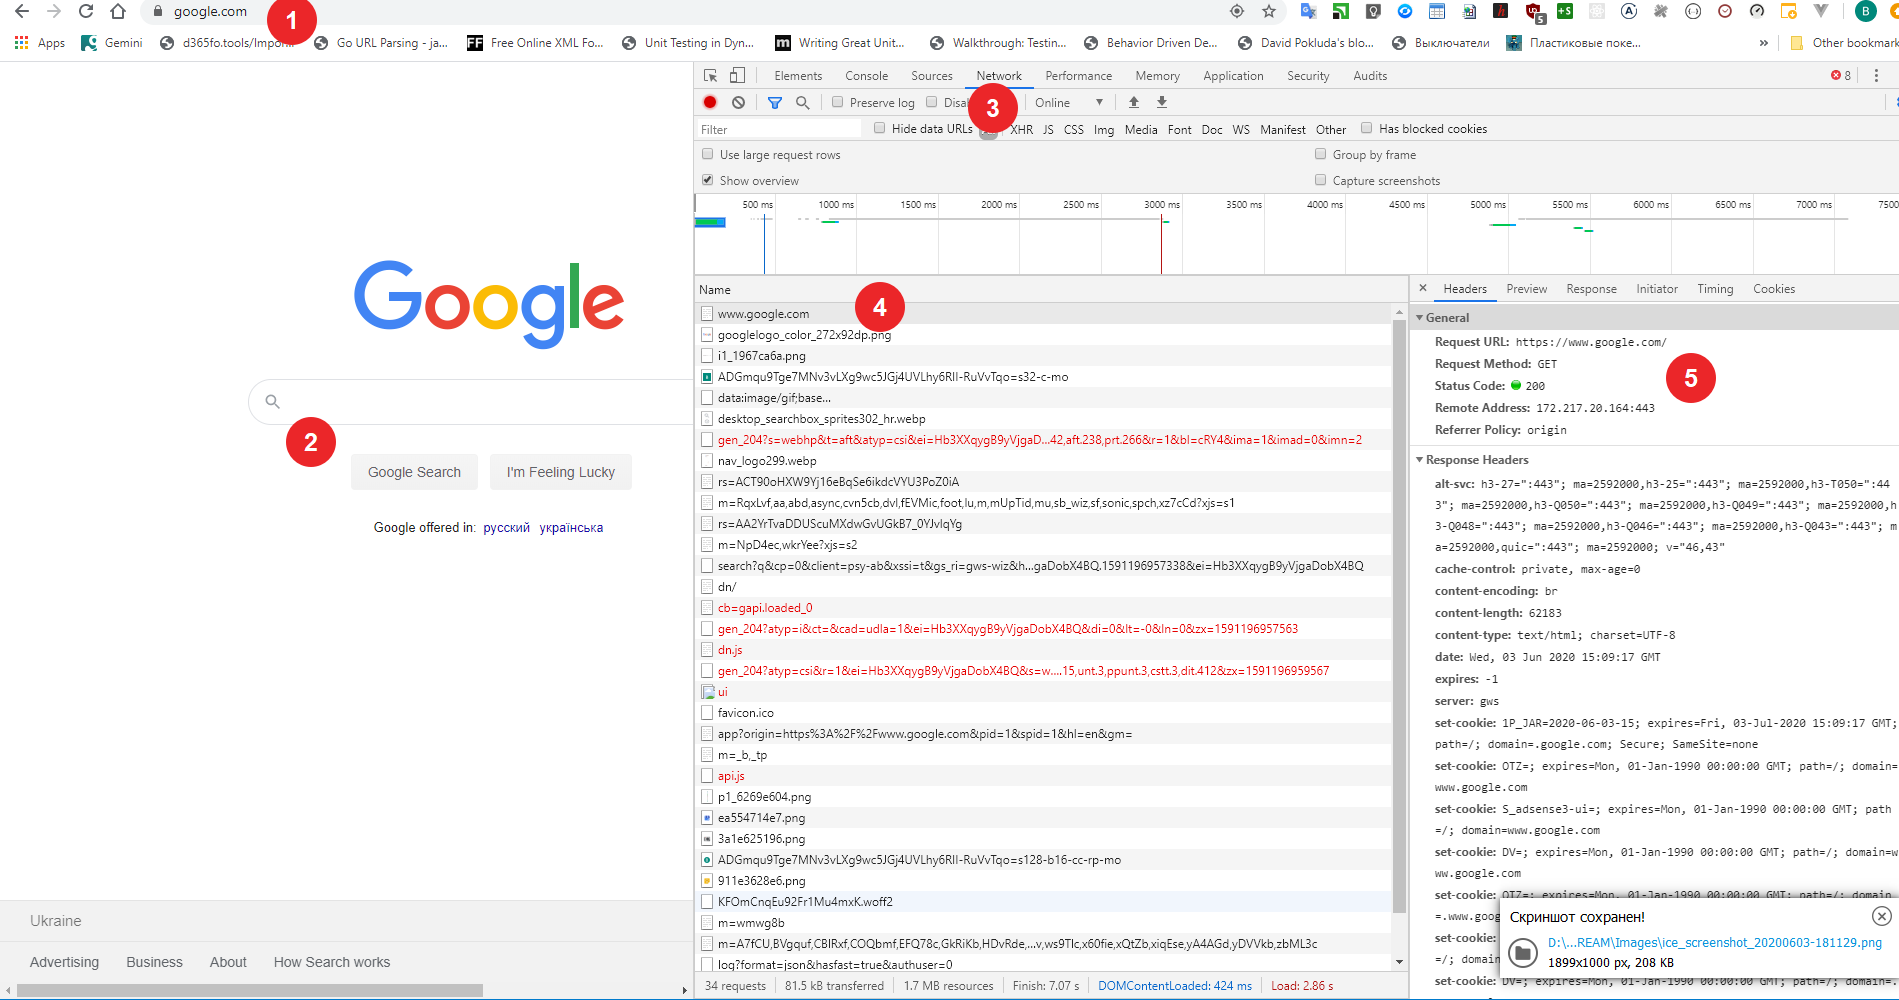 google.com
1
B
Apps
Gemini
d365fo.tools/Impor...
Go URL Parsing - ja...
Free Online XML Fo...
Unit Testing in Dyn...
Writing Great Unit...
Walkthrough: Testin...
Behavior Driven De...
David Pokluda's blo...
Выключатели
Пластиковые поке...
»
Other bookmark
Google
2
Google Search
I'm Feeling Lucky
Google offered in: русский українська
Ukraine
Advertising Business About How Search works
Elements Console Sources Network Performance Memory Application Security Audits
8
Preserve log
3
Online
Filter
Hide data URLs
XHR JS CSS Img Media Font Doc WS Manifest Other
Has blocked cookies
Use large request rows
Group by frame
Show overview
Capture screenshots
500 ms 1000 ms 1500 ms 2000 ms 2500 ms 3000 ms 3500 ms 4000 ms 4500 ms 5000 ms 5500 ms 6000 ms 6500 ms 7000 ms 7500
Name
4
www.google.com
googlelogo_color_272x92dp.png
i1_1967ca6a.png
ADGmqu9Tge7MNv3vLXg9wc5JGj4UVLhy6RII-RuVvTqo=s32-c-mo
data:image/gif;base...
desktop_searchbox_sprites302_hr.webp
gen_204?s=webhp&t=aft&atyp=csi&ei=Hb3XXqygB9yVjgaD...42,aft.238,prt.266&r=1&bl=cRY4&ima=1&imad=0&imn=2
nav_logo299.webp
rs=ACT90oHXW9Yj16eBqSe6ikdcVYU3PoZ0iA
m=RqxLvf,aa,abd,async,cvn5cb,dvl,fEVMic,foot,lu,m,mUpTid,mu,sb_wiz,sf,sonic,spch,xz7cCd?xjs=s1
rs=AA2YrTvaDDUScuMXdwGvUGkB7_0YJvlqYg
m=NpD4ec,wkrYee?xjs=s2
search?q&cp=0&client=psy-ab&xssi=t&gs_ri=gws-wiz&h...gaDobX4BQ.1591196957338&ei=Hb3XXqygB9yVjgaDobX4BQ
dn/
cb=gapi.loaded_0
gen_204?atyp=i&ct=&cad=udla=1&ei=Hb3XXqygB9yVjgaDobX4BQ&di=0&lt=-0&ln=0&zx=1591196957563
dn.js
gen_204?atyp=csi&r=1&ei=Hb3XXqygB9yVjgaDobX4BQ&s=w....15,unt.3,ppunt.3,cstt.3,dit.412&zx=1591196959567
ui
favicon.ico
app?origin=https%3A%2F%2Fwww.google.com&pid=1&spid=1&hl=en&gm=
m=_b,_tp
api.js
p1_6269e604.png
ea554714e7.png
3a1e625196.png
ADGmqu9Tge7MNv3vLXg9wc5JGj4UVLhy6RII-RuVvTqo=s128-b16-cc-rp-mo
911e3628e6.png
KFOmCnqEu92Fr1Mu4mxK.woff2
m=wmwg8b
m=A7fCU,BVgquf,CBIRxf,COQbmf,EFQ78c,GkRiKb,HDvRde,...v,ws9Tlc,x60fie,xQtZb,xiqEse,yA4AGd,yDVVkb,zbML3c
log?format=json&hasfast=true&authuser=0
34 requests 81.5 kB transferred 1.7 MB resources Finish: 7.07 s DOMContentLoaded: 424 ms Load: 2.86 s
Headers Preview Response Initiator Timing Cookies
General
Request URL: https://www.google.com/
Request Method: GET
5
Status Code: 200
Remote Address: 172.217.20.164:443
Referrer Policy: origin
Response Headers
alt-svc: h3-27=":443"; ma=2592000,h3-25=":443"; ma=2592000,h3-T050=":44
3"; ma=2592000,h3-Q050=":443"; ma=2592000,h3-Q049=":443"; ma=2592000,h
3-Q048=":443"; ma=2592000,h3-Q046=":443"; ma=2592000,h3-Q043=":443"; m
a=2592000,quic=":443"; ma=2592000; v="46,43"
cache-control: private, max-age=0
content-encoding: br
content-length: 62183
content-type: text/html; charset=UTF-8
date: Wed, 03 Jun 2020 15:09:17 GMT
expires: -1
server: gws
set-cookie: 1P_JAR=2020-06-03-15; expires=Fri, 03-Jul-2020 15:09:17 GMT;
path=/; domain=.google.com; Secure; SameSite=none
set-cookie: OTZ=; expires=Mon, 01-Jan-1990 00:00:00 GMT; path=/; domain=
www.google.com
set-cookie: S_adsense3-ui=; expires=Mon, 01-Jan-1990 00:00:00 GMT; path
=/; domain=www.google.com
set-cookie: DV=; expires=Mon, 01-Jan-1990 00:00:00 GMT; path=/; domain=w
ww.google.com
set-cookie: OTZ=; expires=Mon, 01-Jan-1990 00:00:00 GMT; path=/; domain=
=.www.goog
set-cookie:
=/; domain
set-cookie: DV=; expires=Mon, 01-Jan-1990 00:00:00 GMT; path=/; domain=.
Скриншот сохранен!
D:\...REAM\Images\ice_screenshot_20200603-181129.png
1899x1000 px, 208 KB